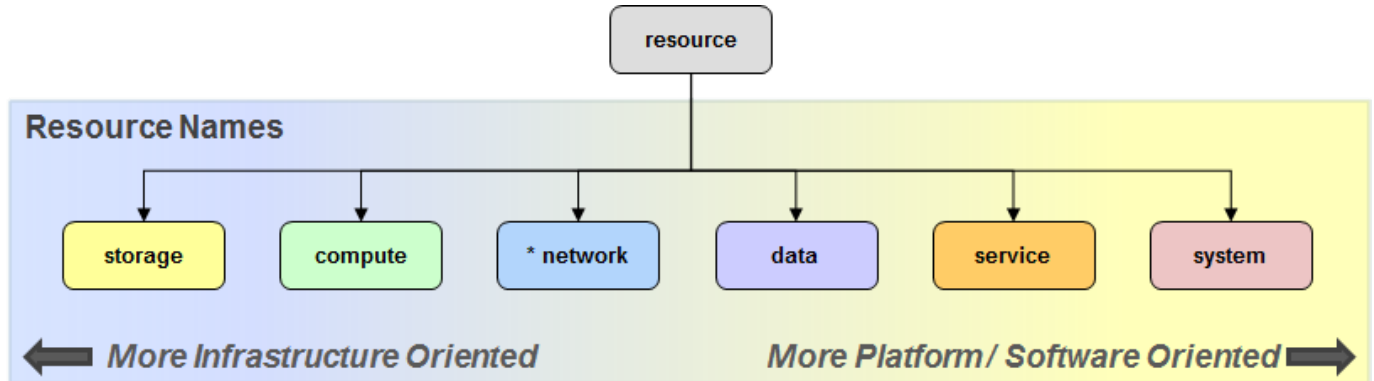 resource
Resource Names
storage compute * network data service system
More Infrastructure Oriented More Platform / Software Oriented